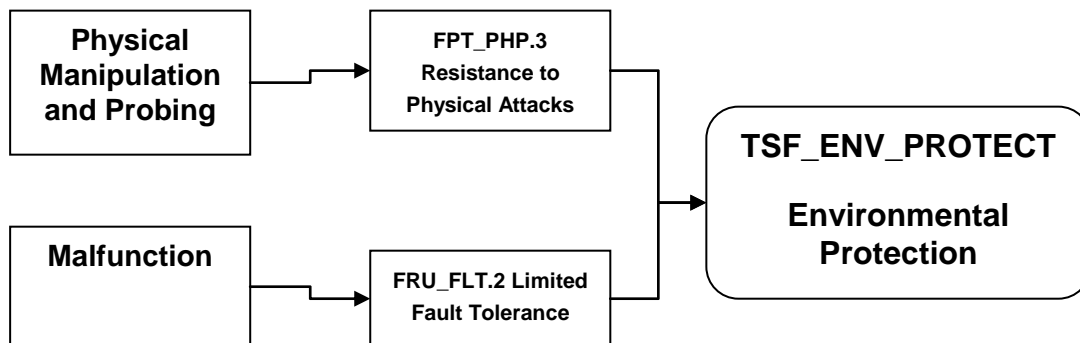 Physical
Manipulation
and Probing
FPT_PHP.3
Resistance to
Physical Attacks
TSF_ENV_PROTECT
Environmental
Protection
Malfunction
FRU_FLT.2 Limited
Fault Tolerance